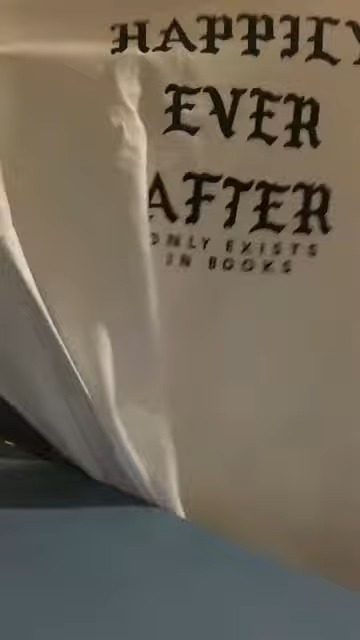 HAPPILY
EVER
AFTER
ONLY EXISTS
IN BOOKS